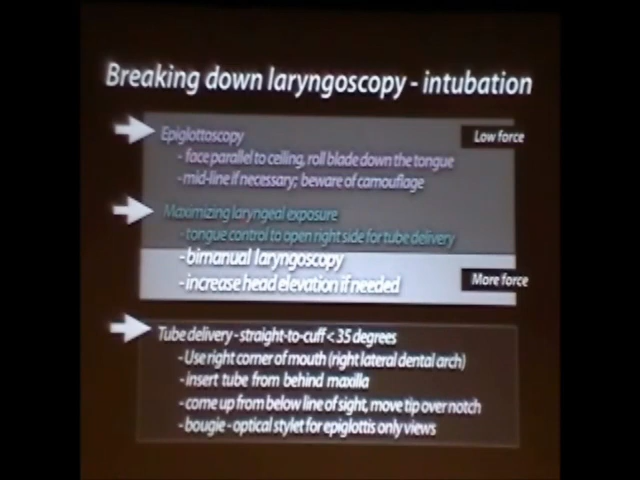 Breaking down laryngoscopy - intubation
Epiglottoscopy
Low force
- face parallel to ceiling, roll blade down the tongue
- mid-line if necessary; beware of camouflage
Maximizing laryngeal exposure
- tongue control to open right side for tube delivery
- bimanual laryngoscopy
- increase head elevation if needed
More force
Tube delivery - straight-to-cuff < 35 degrees
- Use right corner of mouth (right lateral dental arch)
- insert tube from behind maxilla
- come up from below line of sight, move tip over notch
- bougie - optical stylet for epiglottis only views